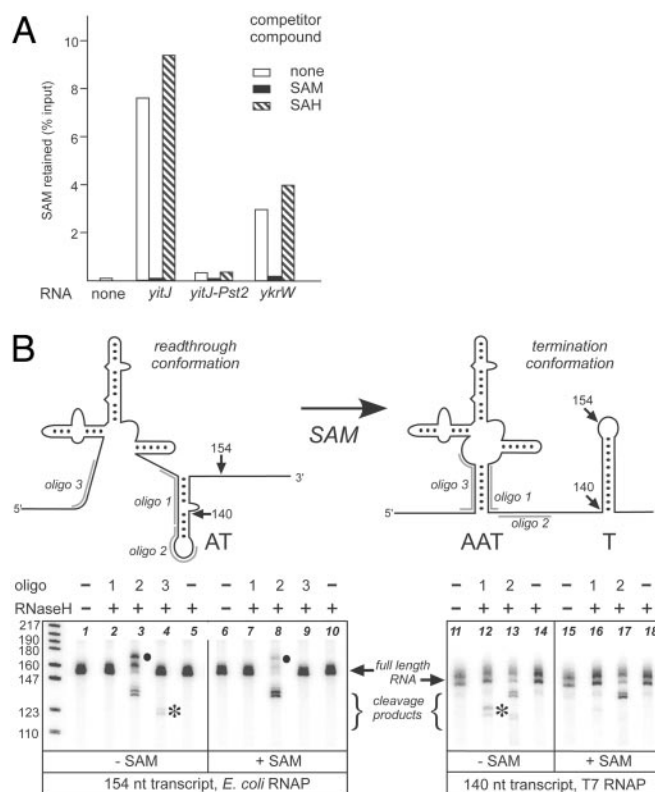 A
competitor
compound
none
SAM
SAH
SAM retained (% input)
10
8
6
4
2
RNA none yitJ yitJ-Pst2 ykrW
B
readthrough
conformation
termination
conformation
SAM
154
154
oligo 3
oligo 1
3'
oligo 3
oligo 1
5'
140
140
5'
oligo 2
oligo 2
AT
AAT
T
oligo – 1 2 3 – – 1 2 3 – – 1 2 – – 1 2 –
RNaseH – + + + + – + + + + – + + + – + + +
217
190
180
160
147
123
110
1 2 3 4 5 6 7 8 9 10
11 12 13 14 15 16 17 18
full length
RNA
cleavage
products
*
*
- SAM + SAM
- SAM + SAM
154 nt transcript, E. coli RNAP
140 nt transcript, T7 RNAP